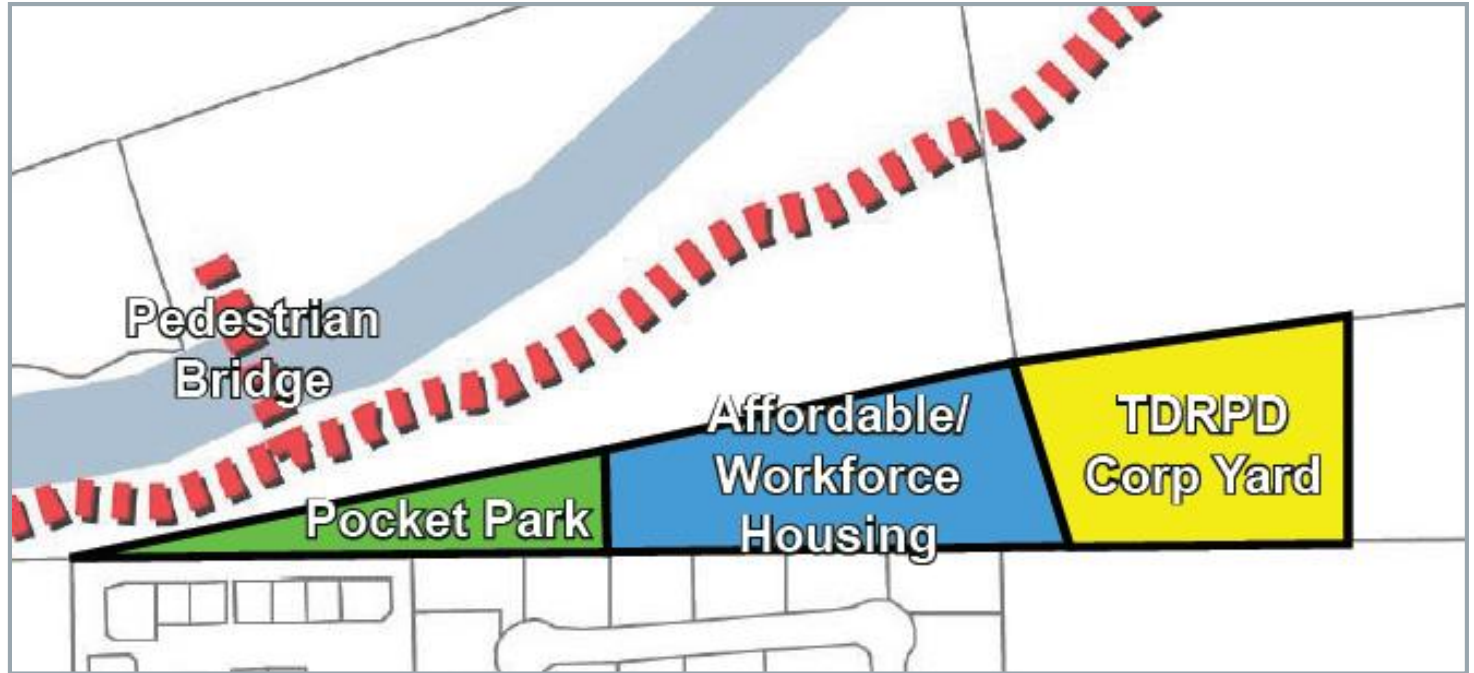 Pedestrian
Bridge
Pocket Park
Affordable/
Workforce
Housing
TDRPD
Corp Yard